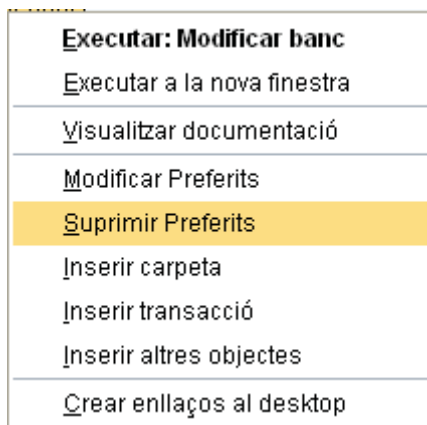 Executar: Modificar banc
Executar a la nova finestra
Visualitzar documentació
Modificar Preferits
Suprimir Preferits
Inserir carpeta
Inserir transacció
Inserir altres objectes
Crear enllaços al desktop